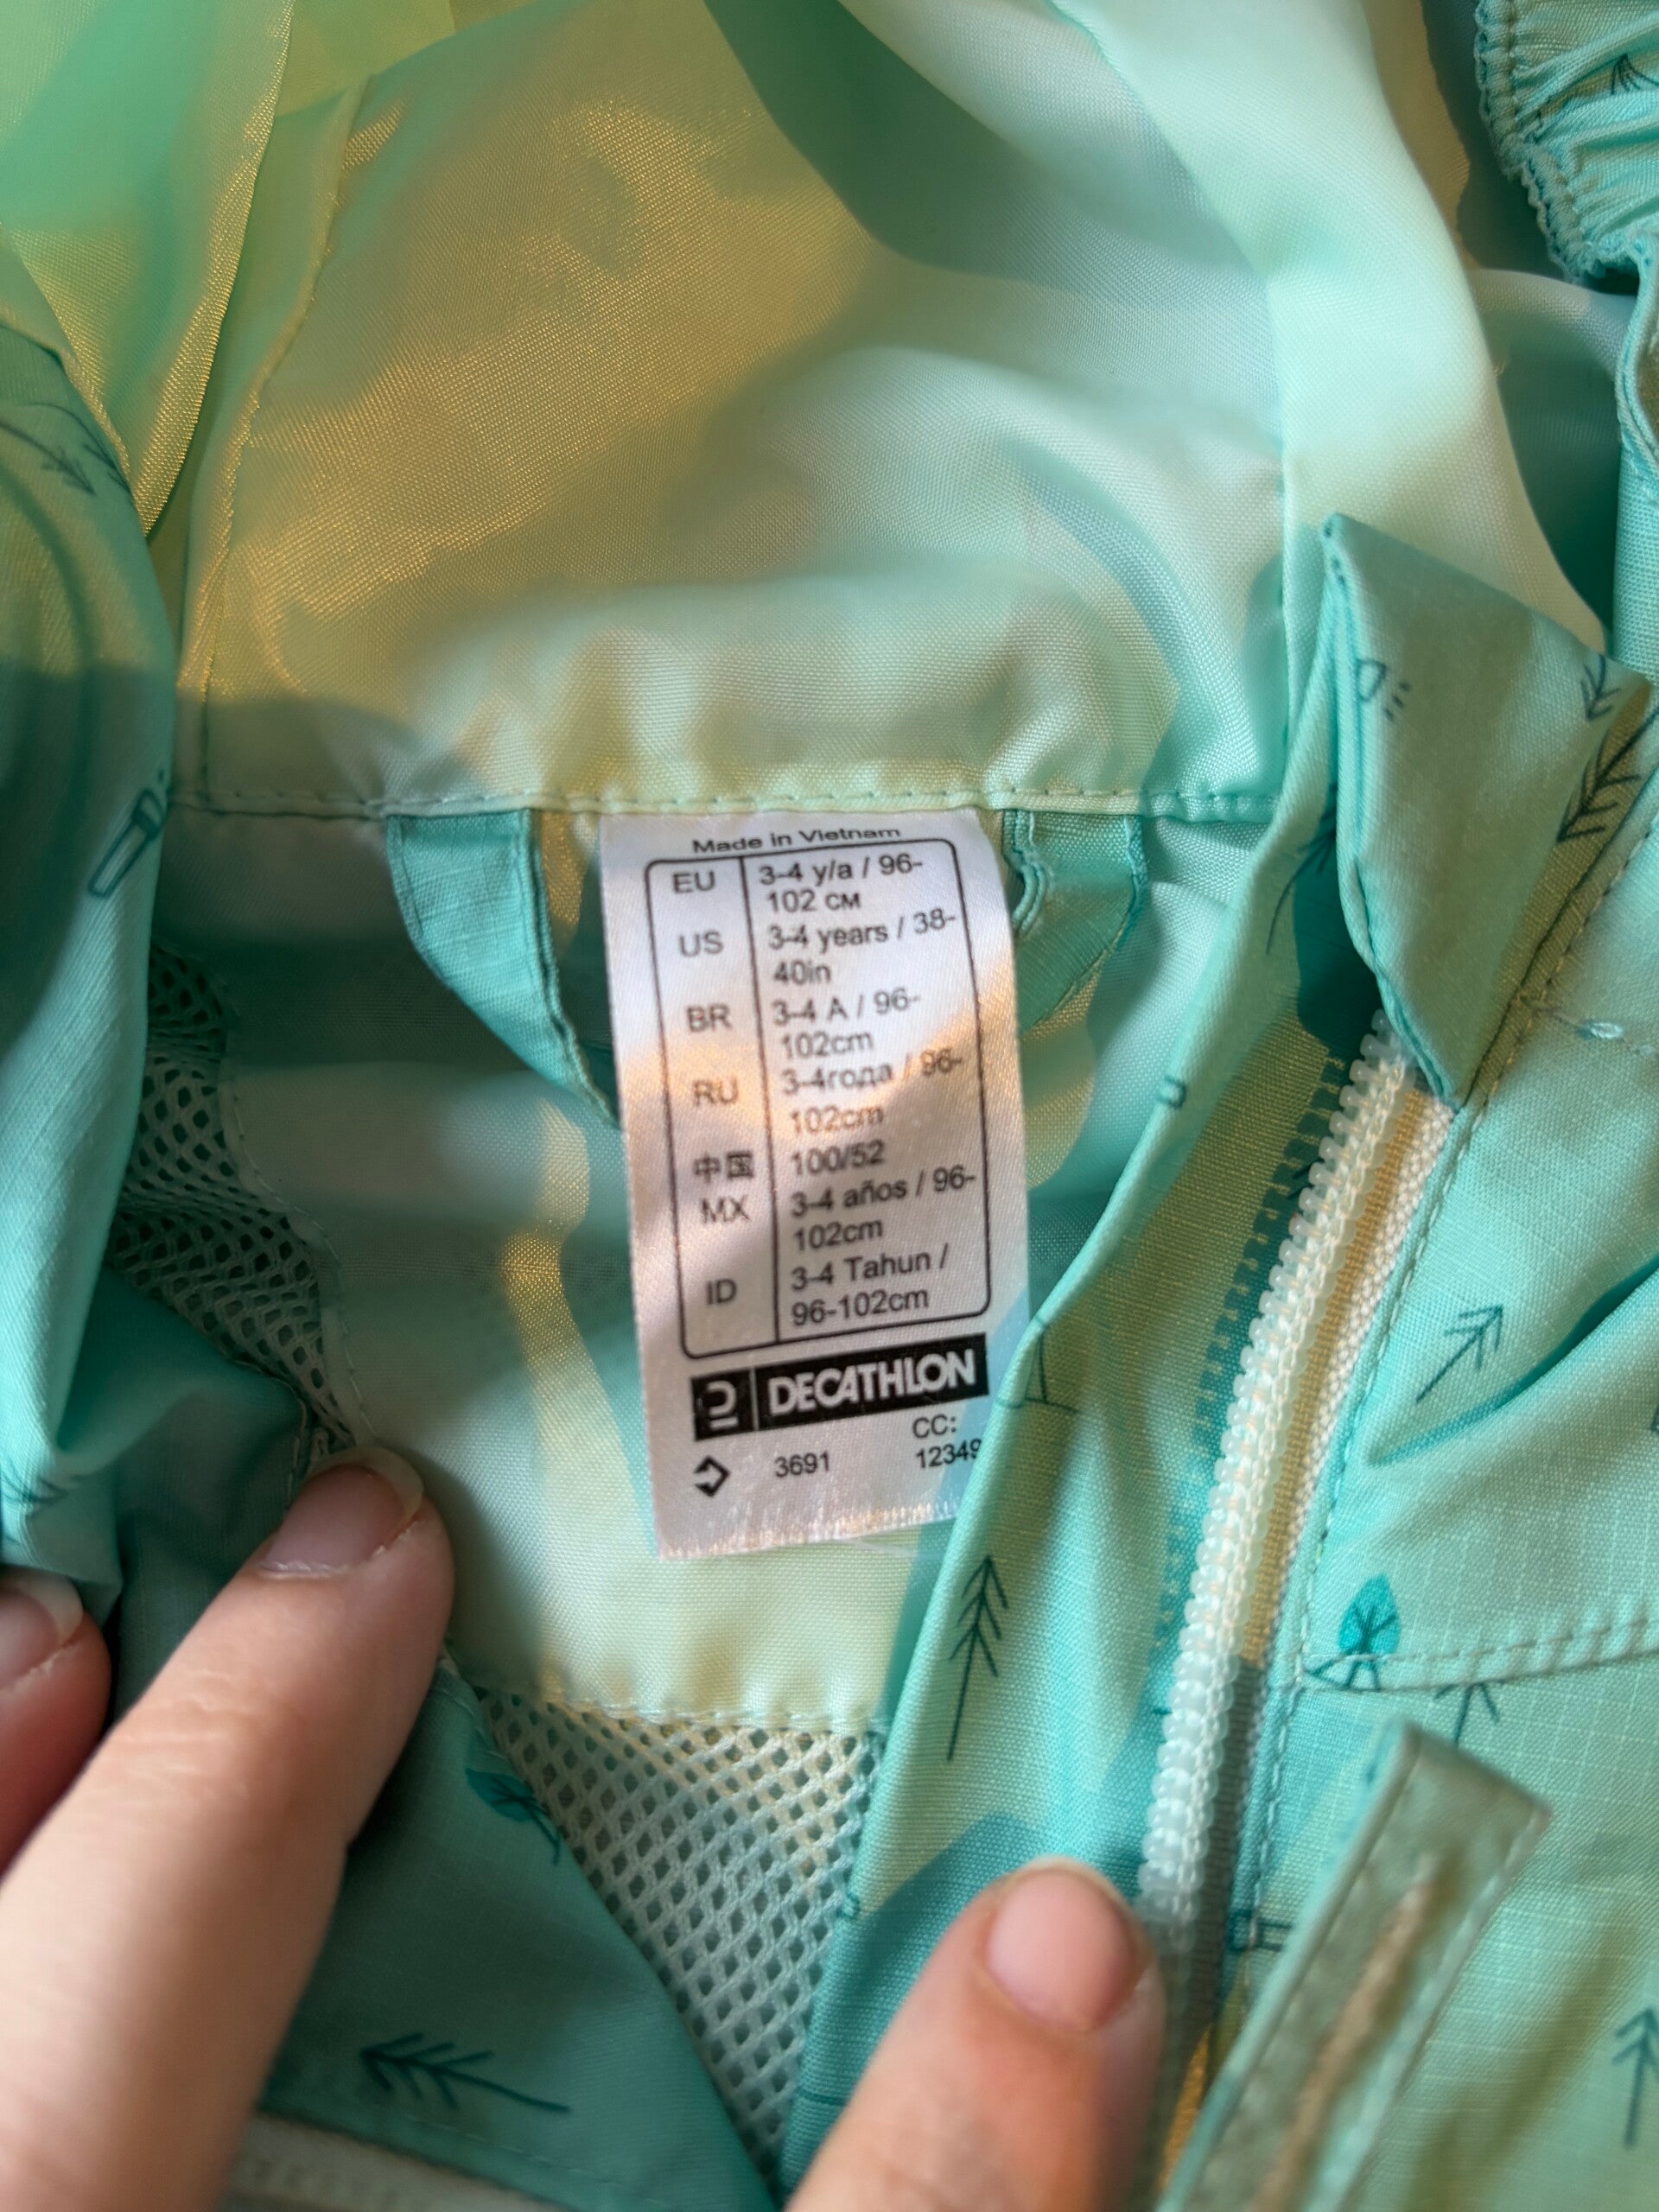 Made in Vietnam
EU 3-4 y/a / 96-
102 см
US 3-4 years / 38-
40in
BR 3-4 A / 96-
102cm
RU 3-4года / 96-
102cm
中国 100/52
MX 3-4 años / 96-
102cm
ID 3-4 Tahun /
96-102cm
DECATHLON
CC:
3691 12349